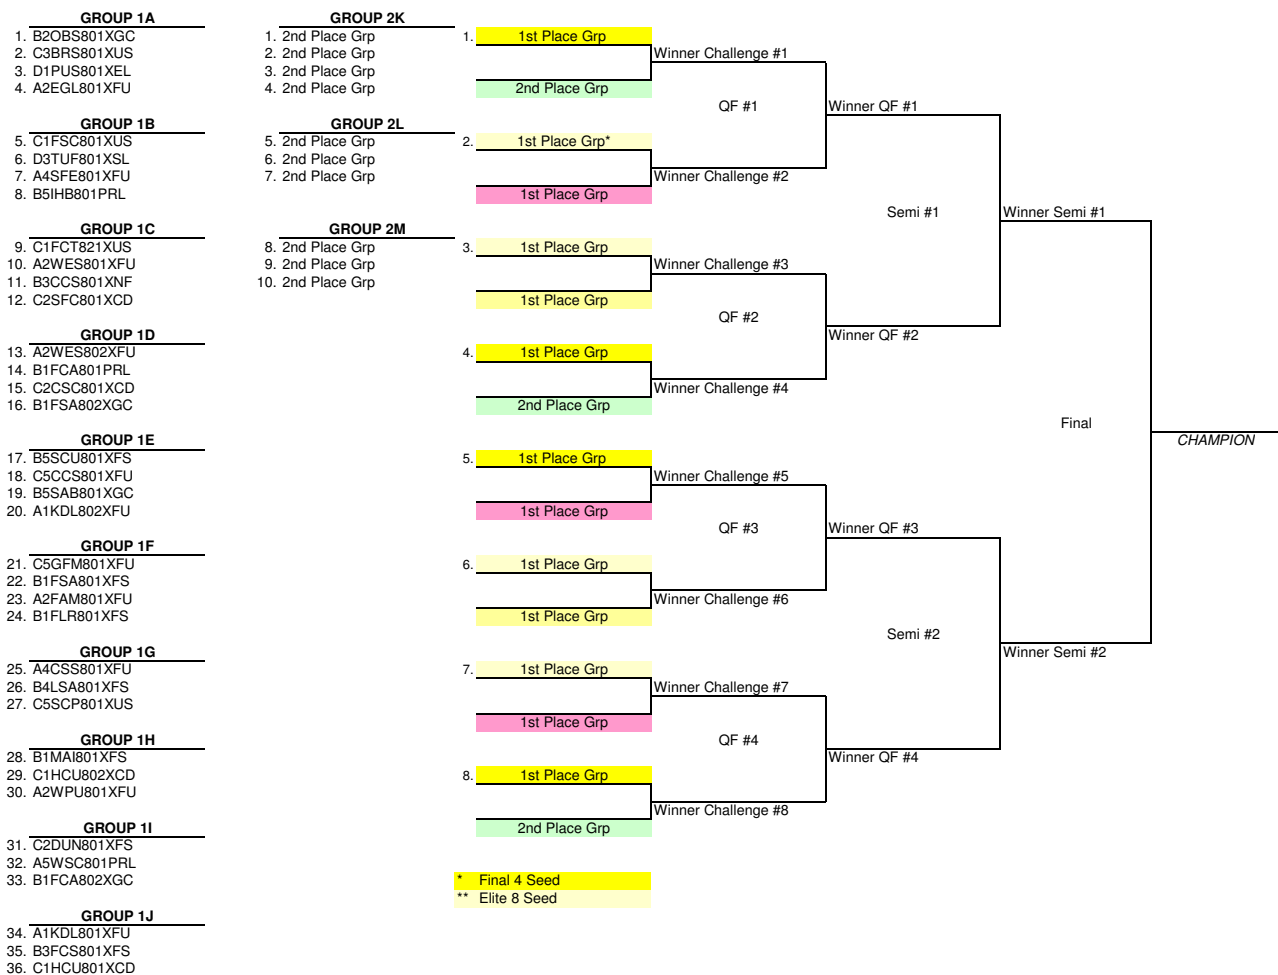 GROUP 1A
1. B2OBS801XGC
2. C3BRS801XUS
3. D1PUS801XEL
4. A2EGL801XFU
GROUP 1B
5. C1FSC801XUS
6. D3TUF801XSL
7. A4SFE801XFU
8. B5IHB801PRL
GROUP 1C
9. C1FCT821XUS
10. A2WES801XFU
11. B3CCS801XNF
12. C2SFC801XCD
GROUP 1D
13. A2WES802XFU
14. B1FCA801PRL
15. C2CSC801XCD
16. B1FSA802XGC
GROUP 1E
17. B5SCU801XFS
18. C5CCS801XFU
19. B5SAB801XGC
20. A1KDL802XFU
GROUP 1F
21. C5GFM801XFU
22. B1FSA801XFS
23. A2FAM801XFU
24. B1FLR801XFS
GROUP 1G
25. A4CSS801XFU
26. B4LSA801XFS
27. C5SCP801XUS
GROUP 1H
28. B1MAI801XFS
29. C1HCU802XCD
30. A2WPU801XFU
GROUP 1I
31. C2DUN801XFS
32. A5WSC801PRL
33. B1FCA802XGC
GROUP 1J
34. A1KDL801XFU
35. B3FCS801XFS
36. C1HCU801XCD
GROUP 2K
1. 2nd Place Grp
2. 2nd Place Grp
3. 2nd Place Grp
4. 2nd Place Grp
GROUP 2L
5. 2nd Place Grp
6. 2nd Place Grp
7. 2nd Place Grp
GROUP 2M
8. 2nd Place Grp
9. 2nd Place Grp
10. 2nd Place Grp
1. 1st Place Grp
2nd Place Grp
2. 1st Place Grp*
1st Place Grp
3. 1st Place Grp
1st Place Grp
4. 1st Place Grp
2nd Place Grp
5. 1st Place Grp
1st Place Grp
6. 1st Place Grp
1st Place Grp
7. 1st Place Grp
1st Place Grp
8. 1st Place Grp
2nd Place Grp
* Final 4 Seed
** Elite 8 Seed
Winner Challenge #1
QF #1
Winner Challenge #2
Winner Challenge #3
QF #2
Winner Challenge #4
Winner Challenge #5
QF #3
Winner Challenge #6
Winner Challenge #7
QF #4
Winner Challenge #8
Winner QF #1
Semi #1
Winner QF #2
Winner QF #3
Semi #2
Winner QF #4
Winner Semi #1
Final
Winner Semi #2
CHAMPION